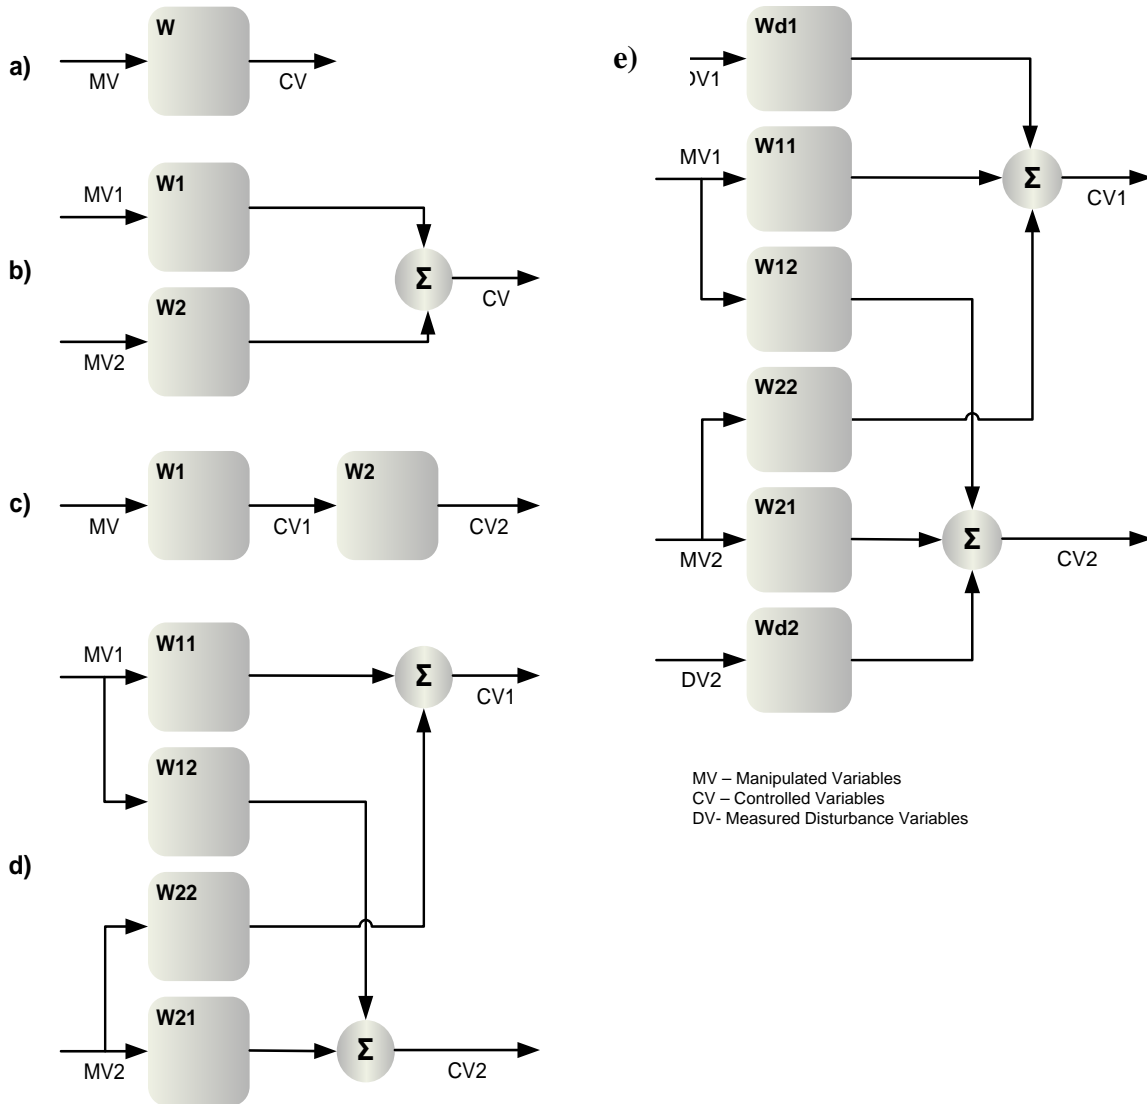 a)
W
MV
CV
b)
MV1
W1
Σ
CV
W2
MV2
c)
W1
MV
CV1
W2
CV2
d)
MV1
W11
Σ
CV1
W12
W22
W21
MV2
Σ
CV2
e)
Wd1
DV1
MV1
W11
Σ
CV1
W12
W22
W21
MV2
Σ
CV2
Wd2
DV2
MV – Manipulated Variables
CV – Controlled Variables
DV- Measured Disturbance Variables